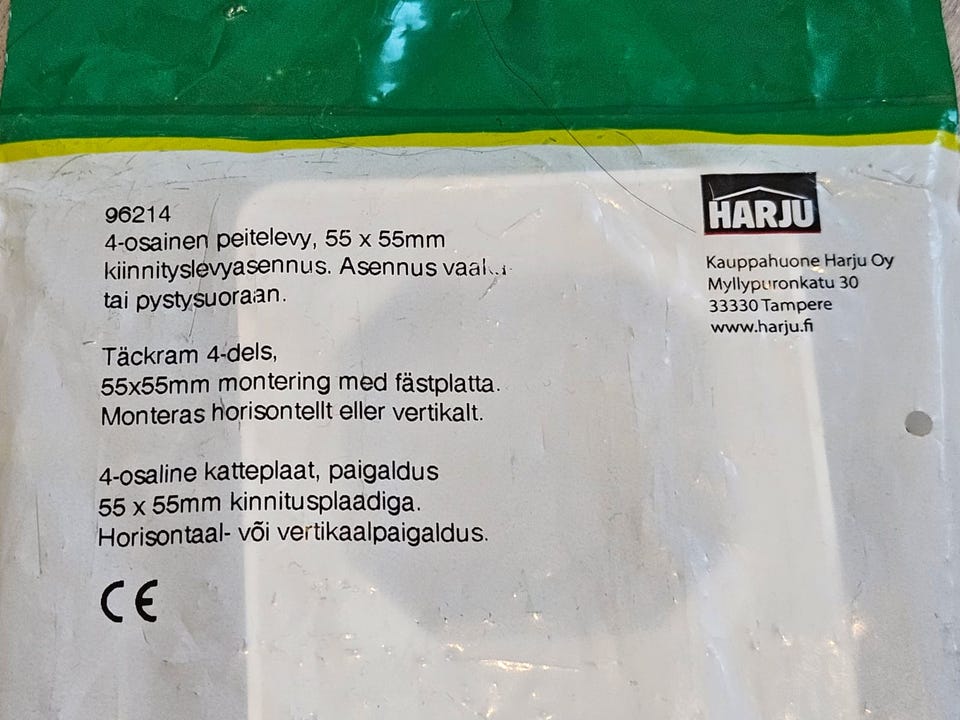 96214
4-osainen peitelevy, 55 x 55mm
kiinnityslevyasennus. Asennus
tai pystysuoraan.
Täckram 4-dels,
55x55mm montering med fästplatta.
Monteras horisontellt eller vertikalt.
4-osaline katteplaat, paigaldus
55 x 55mm kinnitusplaadiga.
Horisontaal- või vertikaalpaigaldus.
CE
HARJU
Kauppahuone Harju Oy
Myllypuronkatu 30
33330 Tampere
www.harju.fi